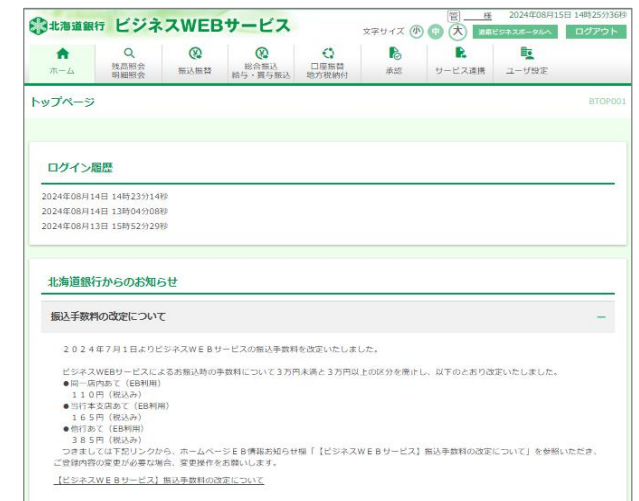 北海道銀行 ビジネスWEBサービス
管 様 2024年08月15日 14時25分36秒
文字サイズ 小 中 大 道銀ビジネスポータルへ ログアウト
ホーム
残高照会
明細照会
振込振替
総合振込
給与・賞与振込
口座振替
地方税納付
承認
サービス連携
ユーザ設定
トップページ BTOP001
ログイン履歴
2024年08月14日 14時23分14秒
2024年08月14日 13時04分08秒
2024年08月13日 15時52分29秒
北海道銀行からのお知らせ
振込手数料の改定について
２０２４年７月１日よりビジネスＷＥＢサービスの振込手数料を改定いたしました。
ビジネスWEBサービスによるお振込時の手数料について３万円未満と３万円以上の区分を廃止し、以下のとおり改定いたしました。
●同一店内あて（EB利用）
１１０円（税込み）
●当行本支店あて（EB利用）
１６５円（税込み）
●他行あて（EB利用）
３８５円（税込み）
つきましては下記リンクから、ホームページＥＢ情報お知らせ欄「【ビジネスＷＥＢサービス】振込手数料の改定について」を参照いただき、
ご登録内容の変更が必要な場合、変更操作をお願いします。
【ビジネスＷＥＢサービス】振込手数料の改定について